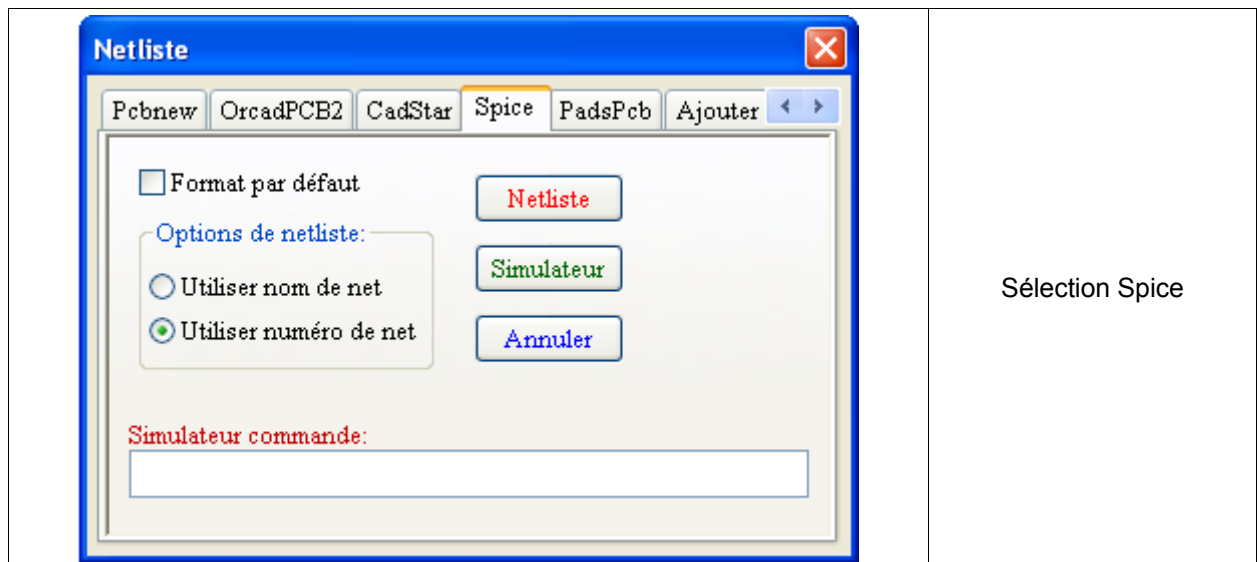 Netliste
Pcbnew OrcadPCB2 CadStar Spice PadsPcb Ajouter
Format par défaut
Netliste
Options de netliste:
Simulateur
Utiliser nom de net
Utiliser numéro de net
Annuler
Simulateur commande:
Sélection Spice